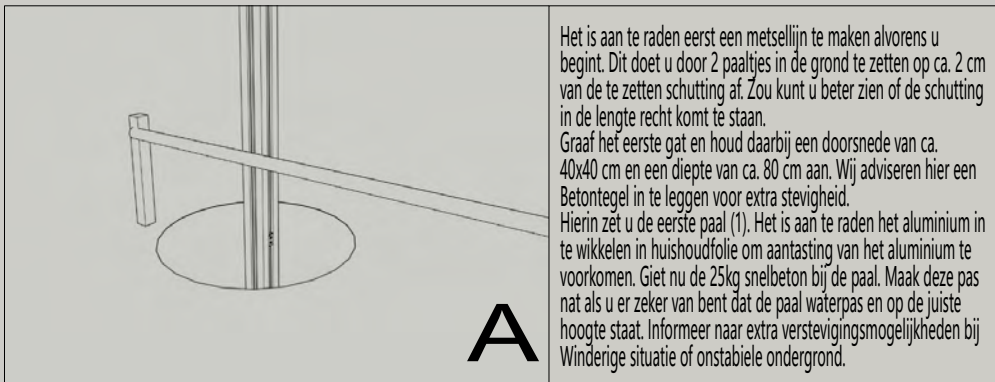 Het is aan te raden eerst een metsellijn te maken alvorens u
begint. Dit doet u door 2 paaltjes in de grond te zetten op ca. 2 cm
van de te zetten schutting af. Zou kunt u beter zien of de schutting
in de lengte recht komt te staan.
Graaf het eerste gat en houd daarbij een doorsnede van ca.
40x40 cm en een diepte van ca. 80 cm aan. Wij adviseren hier een
Betontegel in te leggen voor extra stevigheid.
Hierin zet u de eerste paal (1). Het is aan te raden het aluminium in
te wikkelen in huishoudfolie om aantasting van het aluminium te
voorkomen. Giet nu de 25kg snelbeton bij de paal. Maak deze pas
nat als u er zeker van bent dat de paal waterpas en op de juiste
hoogte staat. Informeer naar extra verstevigingsmogelijkheden bij
Winderige situatie of onstabiele ondergrond.
A